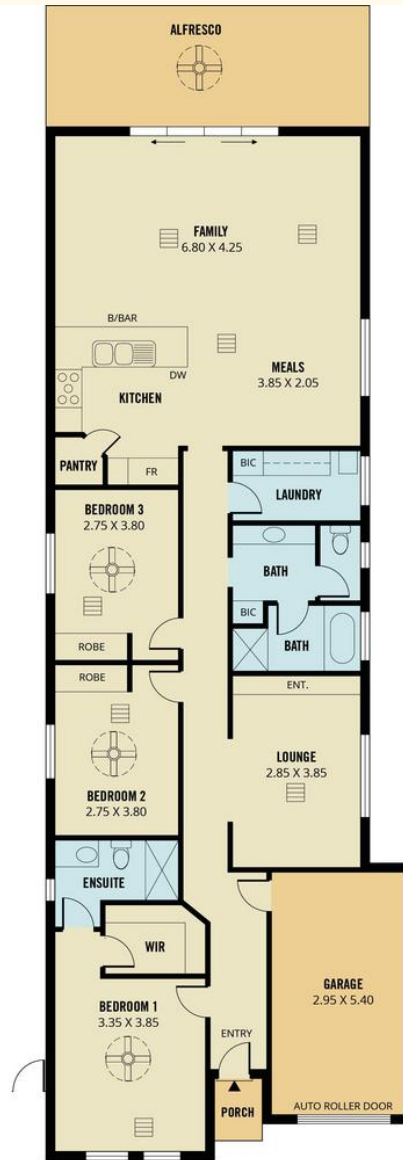 ALFRESCO
FAMILY
6.80 X 4.25
B/BAR
MEALS
3.85 X 2.05
DW
KITCHEN
PANTRY
FR
BIC
LAUNDRY
BEDROOM 3
2.75 X 3.80
BATH
BIC
BATH
ROBE
ROBE
ENT.
LOUNGE
2.85 X 3.85
BEDROOM 2
2.75 X 3.80
ENSUITE
WIR
GARAGE
2.95 X 5.40
BEDROOM 1
3.35 X 3.85
ENTRY
PORCH
AUTO ROLLER DOOR